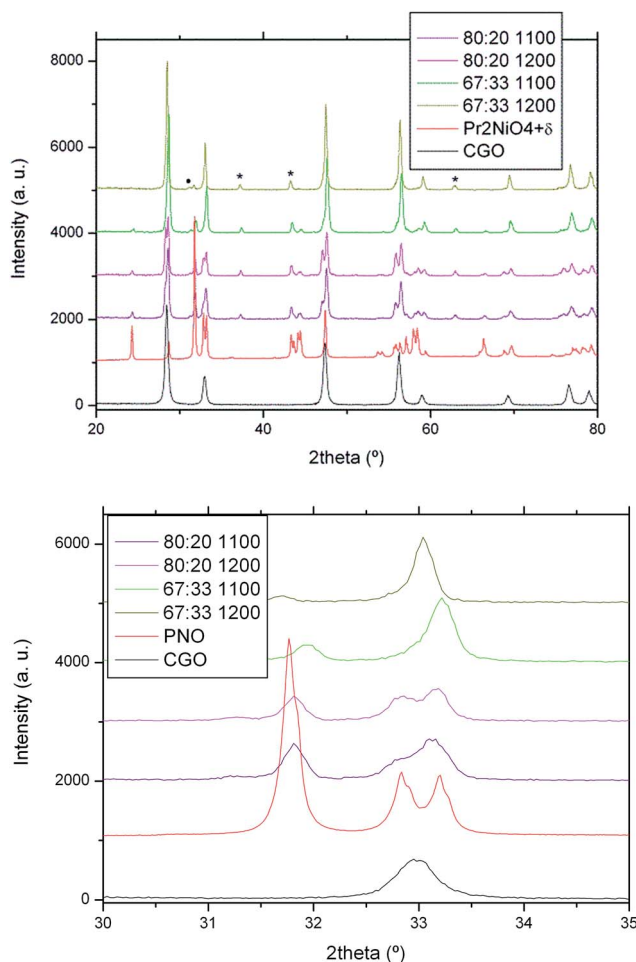 80:20 1100
80:20 1200
67:33 1100
67:33 1200
Pr2NiO4+δ
CGO
8000
6000
4000
2000
0
Intensity (a. u.)
• * * *
20 40 60 80
2theta (º)
80:20 1100
80:20 1200
67:33 1100
67:33 1200
PNO
CGO
6000
4000
2000
0
Intensity (a. u.)
30 31 32 33 34 35
2theta (º)